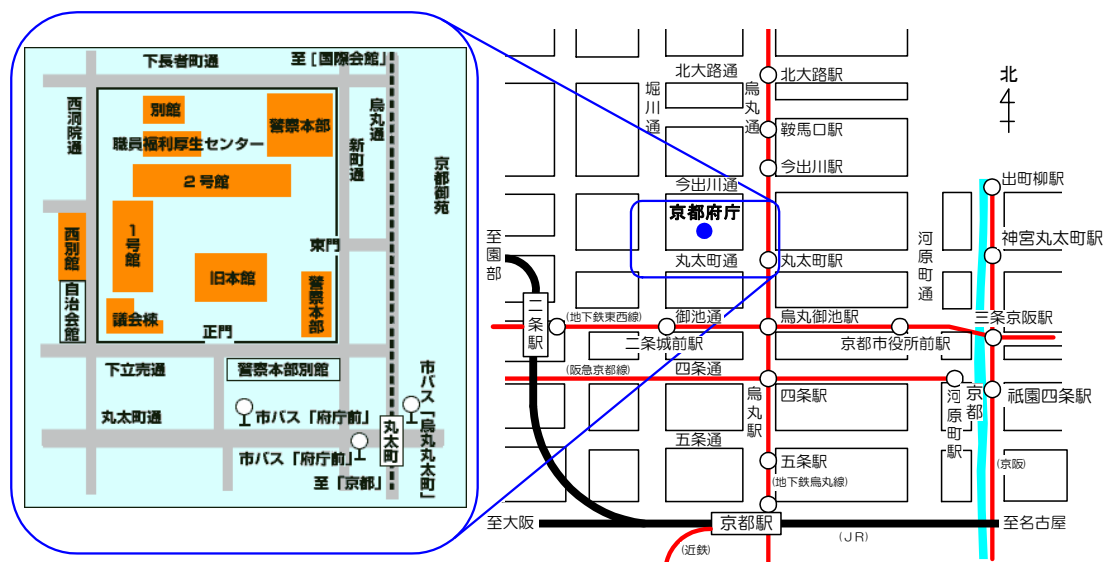 下長者町通
至[国際会館」
西洞院通
別館
警察本部
烏丸通
職員福利厚生センター
新町通
2号館
京都御苑
1号館
西別館
東門
旧本館
自治会館
議会棟
警察本部
正門
下立売通
警察本部別館
市バス「烏丸丸太町」
丸太町通
市バス「府庁前」
丸太町
市バス「府庁前」
至「京都」
北大路通
北大路駅
堀川通
烏丸通
北
鞍馬口駅
今出川駅
今出川通
出町柳駅
京都府庁
至園部
河原町通
神宮丸太町駅
丸太町通
丸太町駅
二条駅
(地下鉄東西線)
御池通
烏丸御池駅
三条京阪駅
二条城前駅
京都市役所前駅
(阪急京都線)
四条通
烏丸駅
四条駅
京都河原町駅
祇園四条駅
五条通
五条駅
(京阪)
(地下鉄烏丸線)
至大阪
京都駅
至名古屋
(JR)
(近鉄)